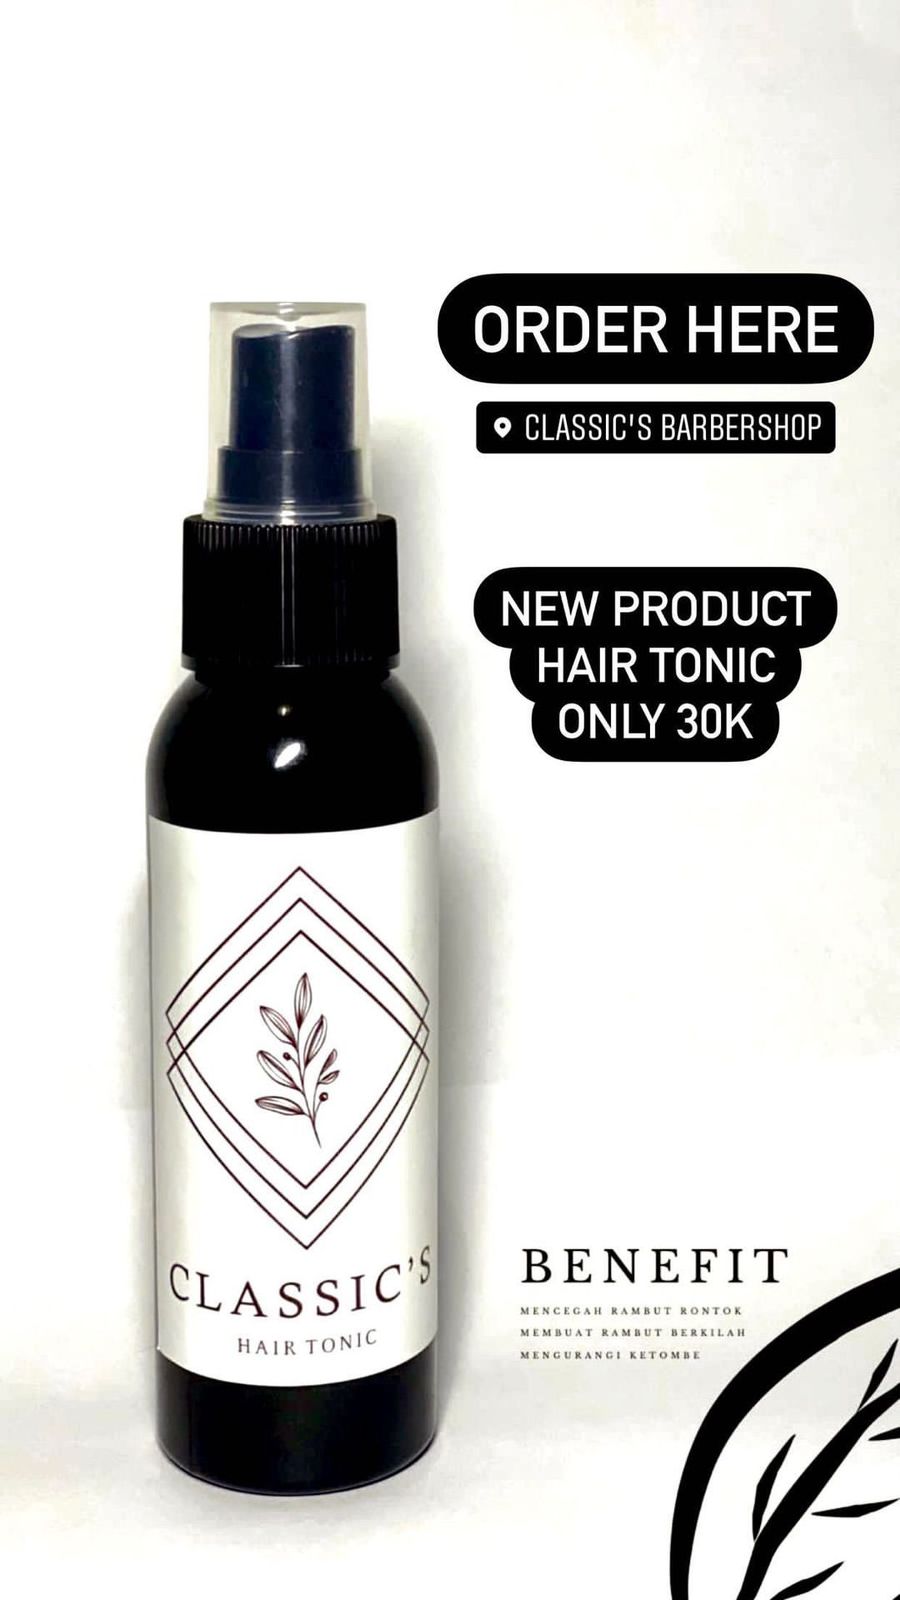 ORDER HERE
CLASSIC'S BARBERSHOP
NEW PRODUCT
HAIR TONIC
ONLY 30K
CLASSIC'S
HAIR TONIC
BENEFIT
MENCEGAH RAMBUT RONTOK
MEMBUAT RAMBUT BERKILAH
MENGURANGI KETOMBE